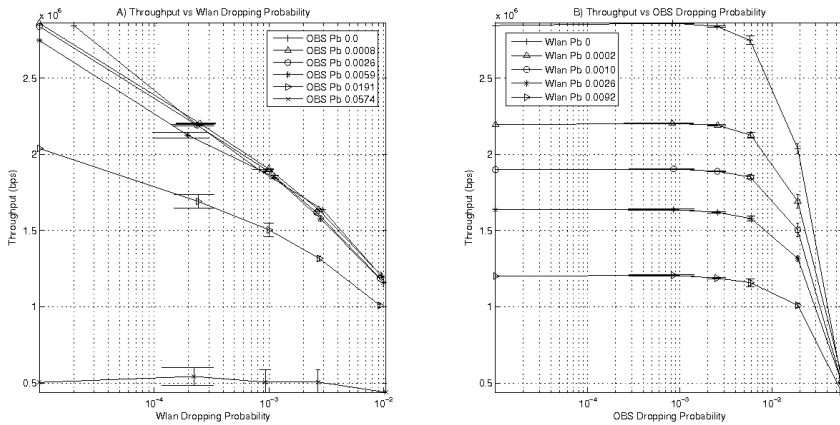 A) Throughput vs Wlan Dropping Probability
x 10^6
2.5
2
1.5
1
0.5
Throughput (bps)
OBS Pb 0.0
OBS Pb 0.0008
OBS Pb 0.0026
OBS Pb 0.0059
OBS Pb 0.0191
OBS Pb 0.0574
10^-4
10^-3
10^-2
Wlan Dropping Probability
B) Throughput vs OBS Dropping Probability
x 10^6
2.5
2
1.5
1
0.5
Throughput (bps)
Wlan Pb 0
Wlan Pb 0.0002
Wlan Pb 0.0010
Wlan Pb 0.0026
Wlan Pb 0.0092
10^-4
10^-3
10^-2
OBS Dropping Probability